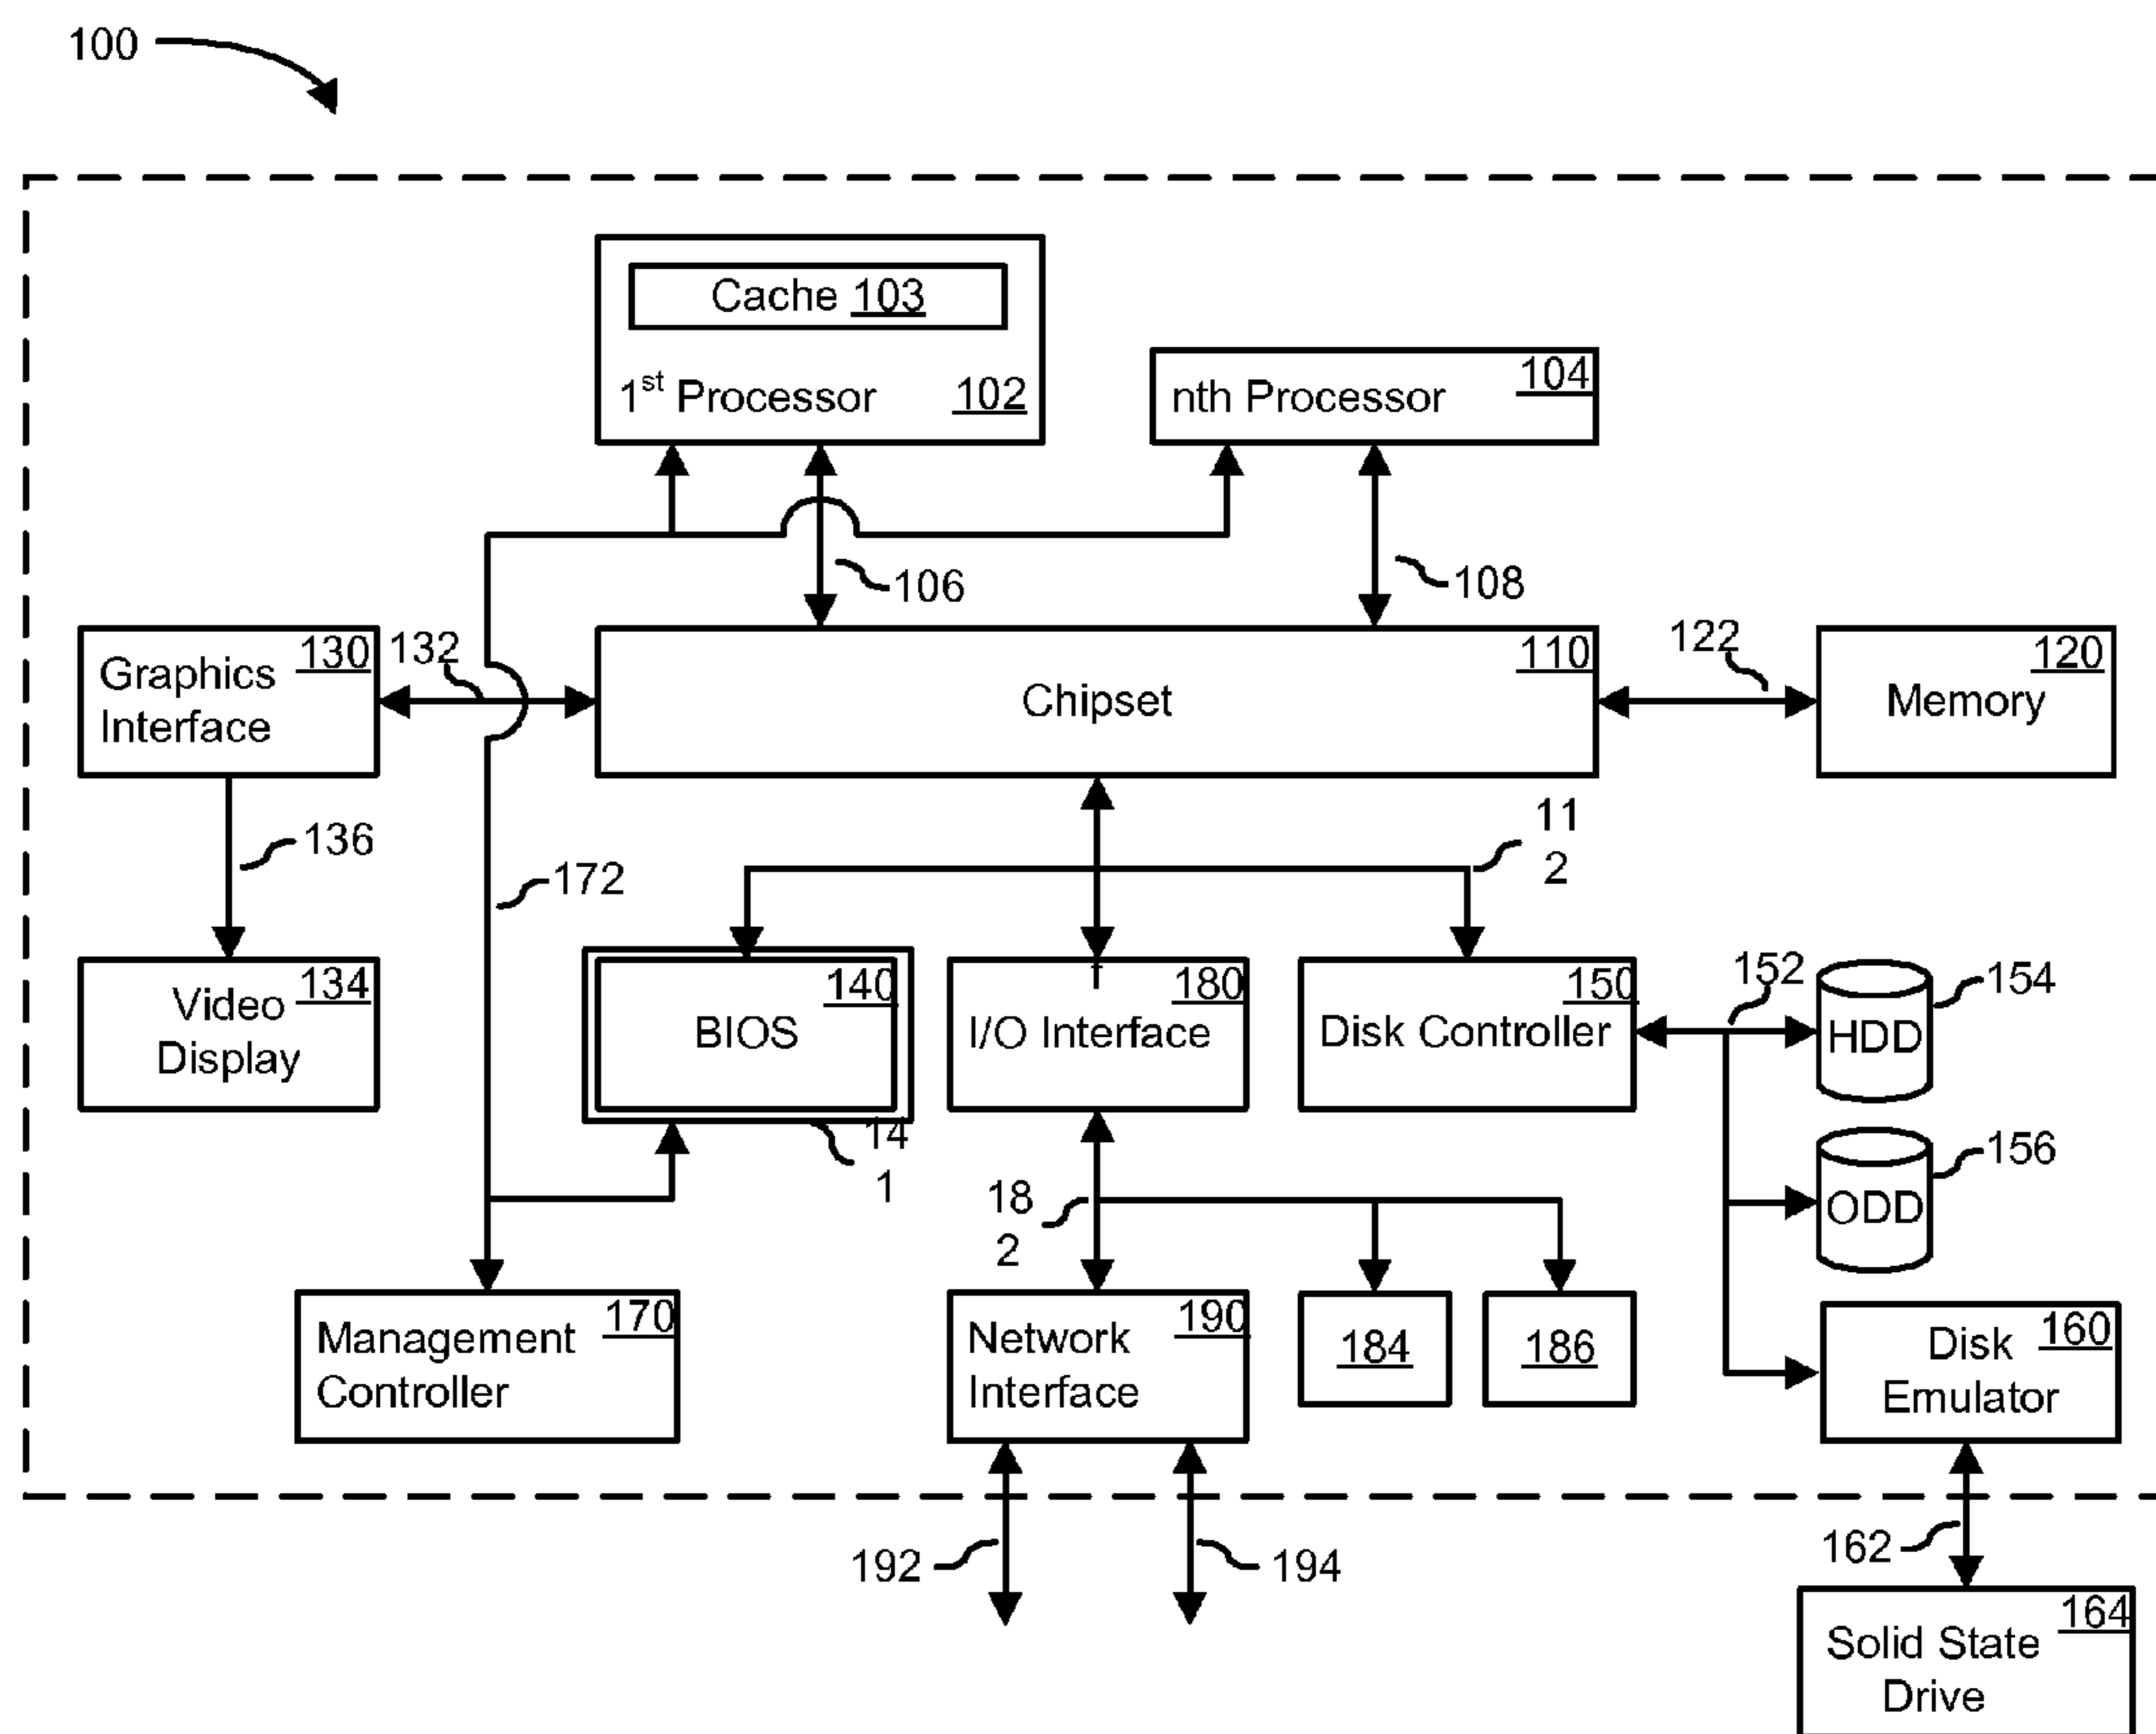 100
Cache 103
1st Processor 102
nth Processor 104
106
108
Graphics Interface 130
132
Chipset 110
122
Memory 120
136
172
11
2
Video Display 134
BIOS 140
14
1
I/O Interface 180
Disk Controller 150
152
HDD
154
ODD
156
18
2
Management Controller 170
Network Interface 190
184
186
Disk Emulator 160
192
194
162
Solid State Drive 164